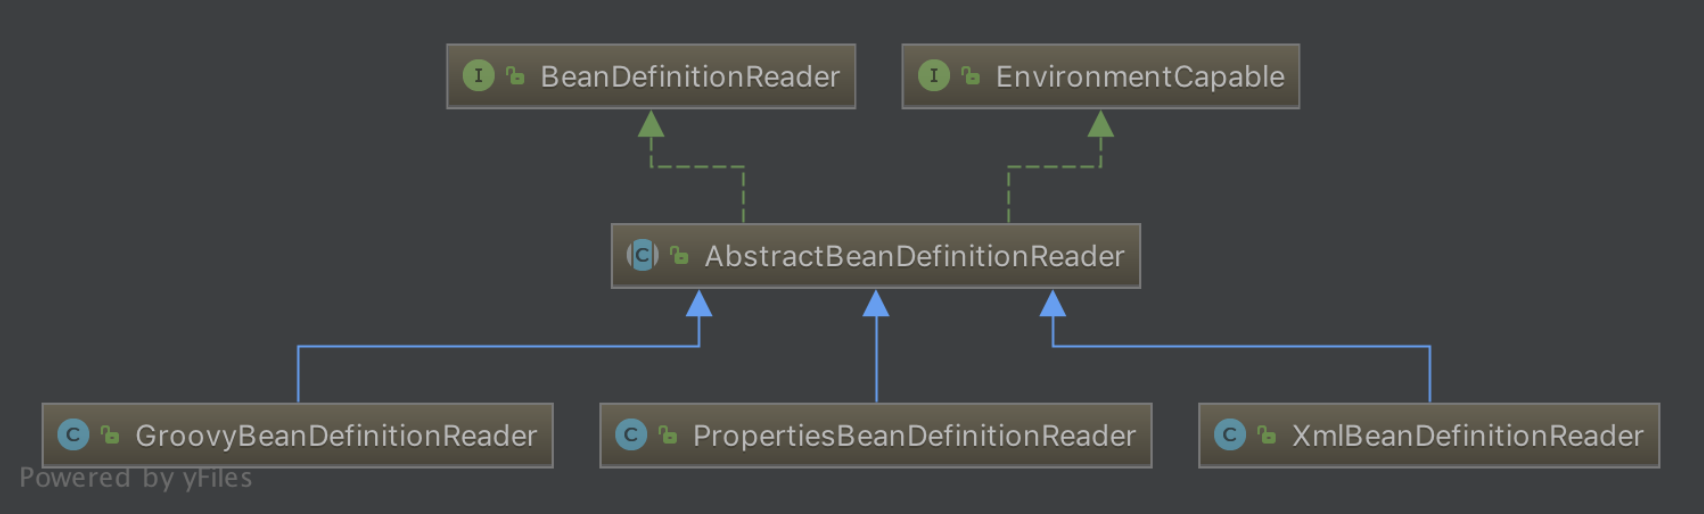 I BeanDefinitionReader
I EnvironmentCapable
C AbstractBeanDefinitionReader
C GroovyBeanDefinitionReader
C PropertiesBeanDefinitionReader
C XmlBeanDefinitionReader
Powered by yFiles